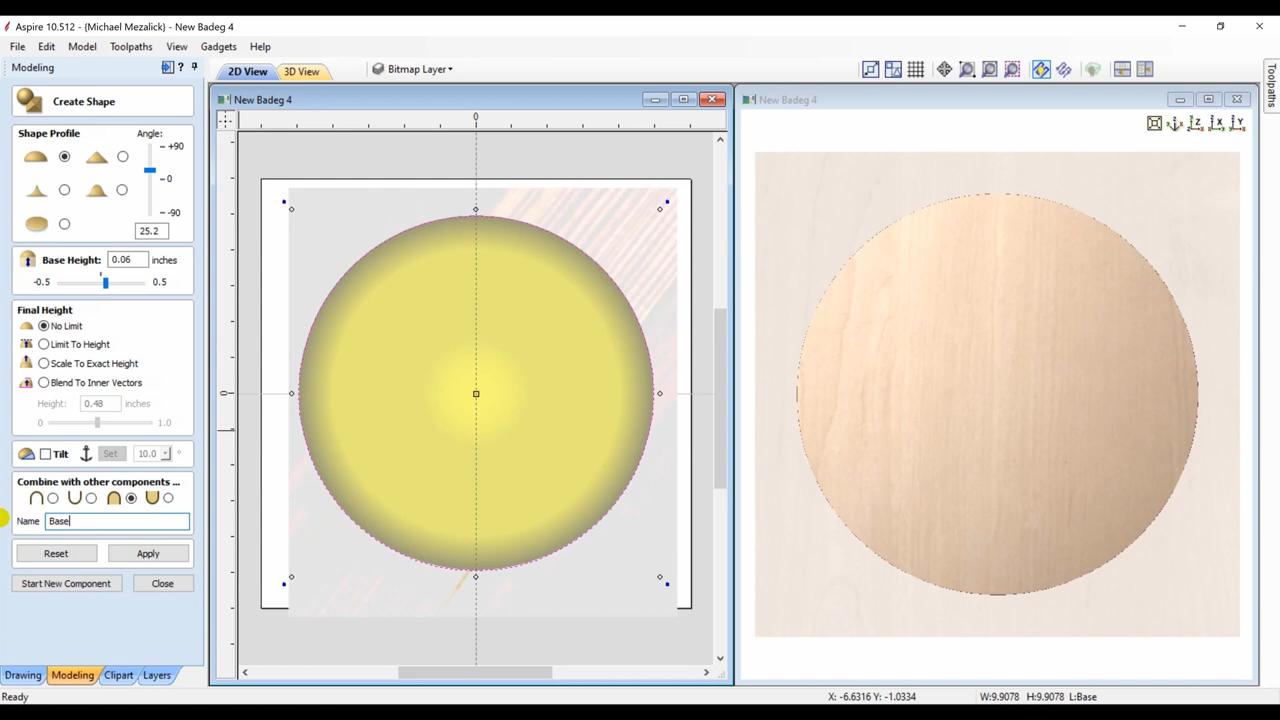 Aspire 10.512 - {Michael Mezalick} - New Badeg 4
File Edit Model Toolpaths View Gadgets Help
Modeling ?
2D View 3D View Bitmap Layer
Toolpaths
Create Shape
New Badeg 4
New Badeg 4
0
Z X Y
Shape Profile Angle:
+90
0
-90
25.2
Base Height: 0.06 inches
-0.5 0.5
Final Height
No Limit
Limit To Height
Scale To Exact Height
Blend To Inner Vectors
Height: 0.48 inches
0 1.0
0
Tilt Set 10.0 °
Combine with other components ...
Name Base
Reset Apply
Start New Component Close
Drawing Modeling Clipart Layers
Ready X: -6.6316 Y: -1.0334 W:9.9078 H:9.9078 L:Base